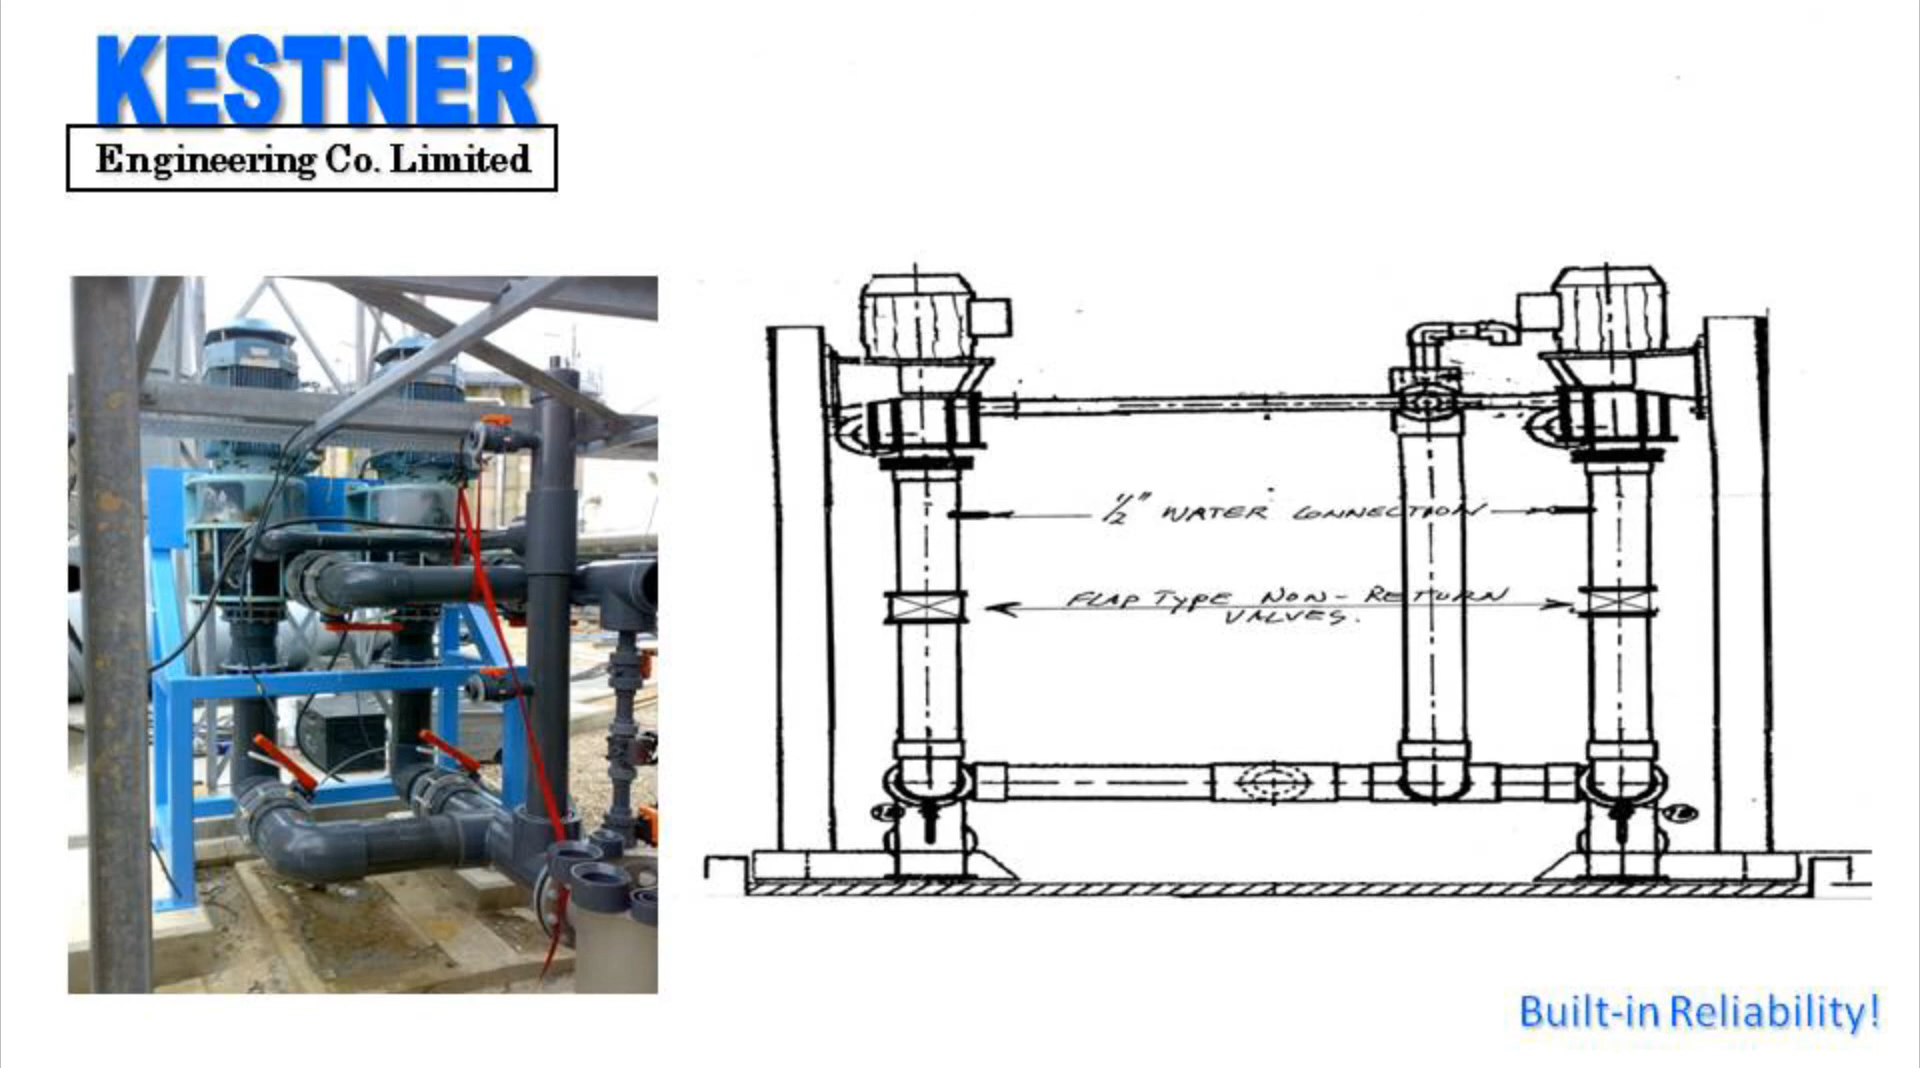 KESTNER
Engineering Co. Limited
1/2" WATER CONNECTION
FLAP TYPE NON-RETURN
VALVES.
Built-in Reliability!